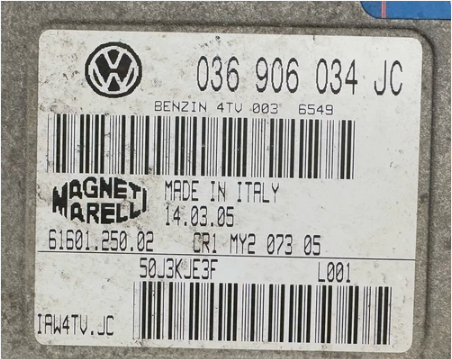 036 906 034 JC
BENZIN 4TV 003 6549
MAGNETI MARELLI
MADE IN ITALY
14.03.05
61601.250.02 CR1 MY2 073 05
50J3KJE3F L001
IAW4TV.JC